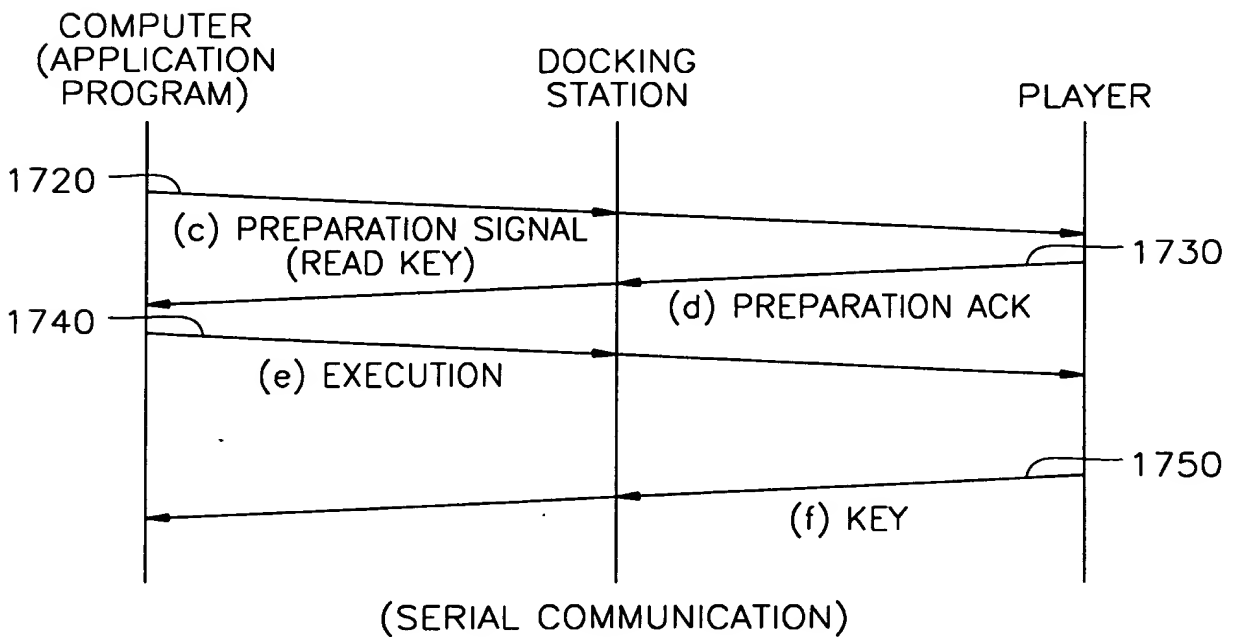 COMPUTER
(APPLICATION
PROGRAM)
DOCKING
STATION
PLAYER
1720
(c) PREPARATION SIGNAL
(READ KEY)
1730
(d) PREPARATION ACK
1740
(e) EXECUTION
1750
(f) KEY
(SERIAL COMMUNICATION)